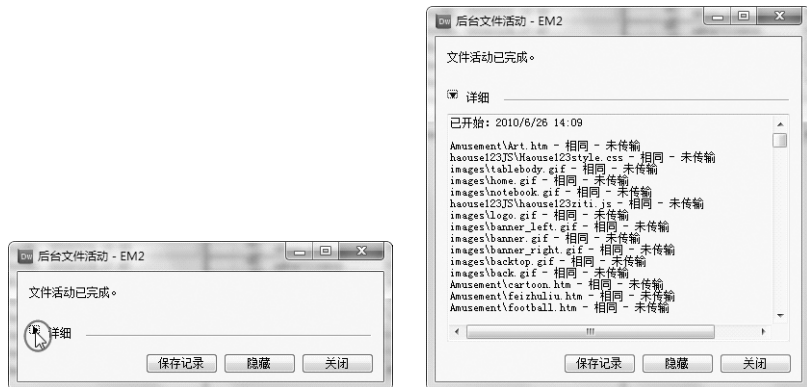 Dw 后台文件活动 - EM2
文件活动已完成。
详细
保存记录 隐藏 关闭
Dw 后台文件活动 - EM2
文件活动已完成。
详细
已开始: 2010/6/26 14:09
Amusement\Art.htm - 相同 - 未传输
haouse123JS\Haouse123style.css - 相同 - 未传输
images\tablebody.gif - 相同 - 未传输
images\home.gif - 相同 - 未传输
images\notebook.gif - 相同 - 未传输
haouse123JS\haouse123ziti.js - 相同 - 未传输
images\logo.gif - 相同 - 未传输
images\banner_left.gif - 相同 - 未传输
images\banner.gif - 相同 - 未传输
images\banner_right.gif - 相同 - 未传输
images\backtop.gif - 相同 - 未传输
images\back.gif - 相同 - 未传输
Amusement\cartoon.htm - 相同 - 未传输
Amusement\feizhuliu.htm - 相同 - 未传输
Amusement\football.htm - 相同 - 未传输
保存记录 隐藏 关闭